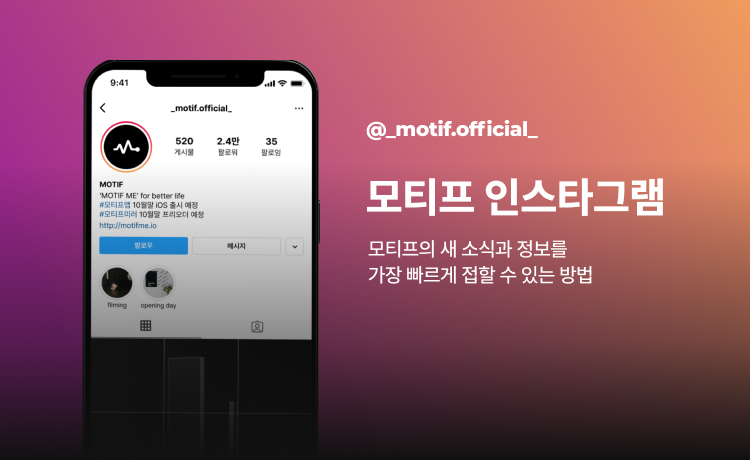 9:41
_motif.official_
520
2.4만
35
게시물
팔로워
팔로잉
MOTIF
'MOTIF ME' for better life
#모티프앱 10월말 iOS 출시 예정
#모티프미러 10월말 프리오더 예정
http://motifme.io
팔로우
메시지
filming
opening day
@_motif.official_
모티프 인스타그램
모티프의 새 소식과 정보를
가장 빠르게 접할 수 있는 방법